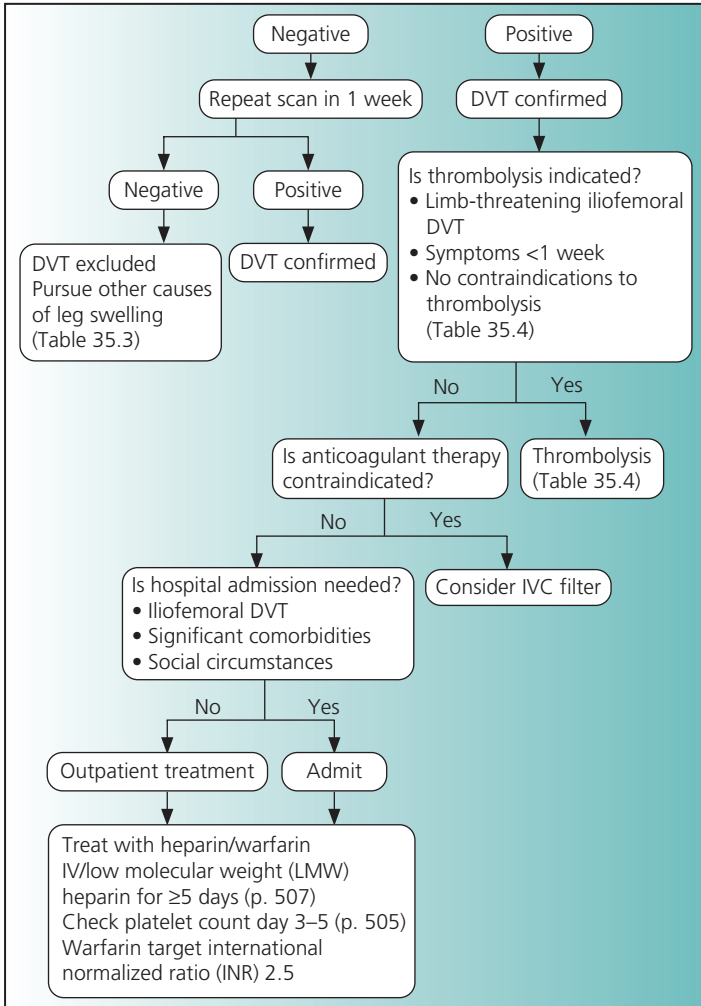 Negative
Positive
Repeat scan in 1 week
DVT confirmed
Negative
Positive
Is thrombolysis indicated?
• Limb-threatening iliofemoral
DVT
• Symptoms <1 week
• No contraindications to
thrombolysis
(Table 35.4)
DVT excluded
Pursue other causes
of leg swelling
(Table 35.3)
DVT confirmed
No
Yes
Is anticoagulant therapy
contraindicated?
Thrombolysis
(Table 35.4)
No
Yes
Is hospital admission needed?
• Iliofemoral DVT
• Significant comorbidities
• Social circumstances
Consider IVC filter
No
Yes
Outpatient treatment
Admit
Treat with heparin/warfarin
IV/low molecular weight (LMW)
heparin for ≥5 days (p. 507)
Check platelet count day 3–5 (p. 505)
Warfarin target international
normalized ratio (INR) 2.5